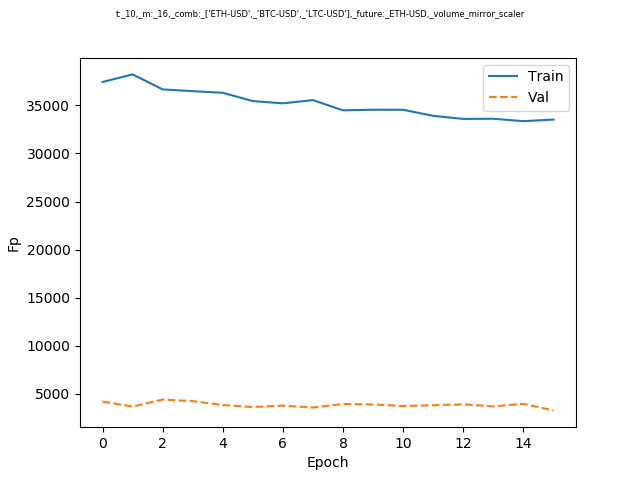 t:_10,_m:_16,_comb:_['ETH-USD',_'BTC-USD',_'LTC-USD'],_future:_ETH-USD,_volume_mirror_scaler
Train
Val
35000
30000
25000
20000
15000
10000
5000
Fp
0 2 4 6 8 10 12 14
Epoch